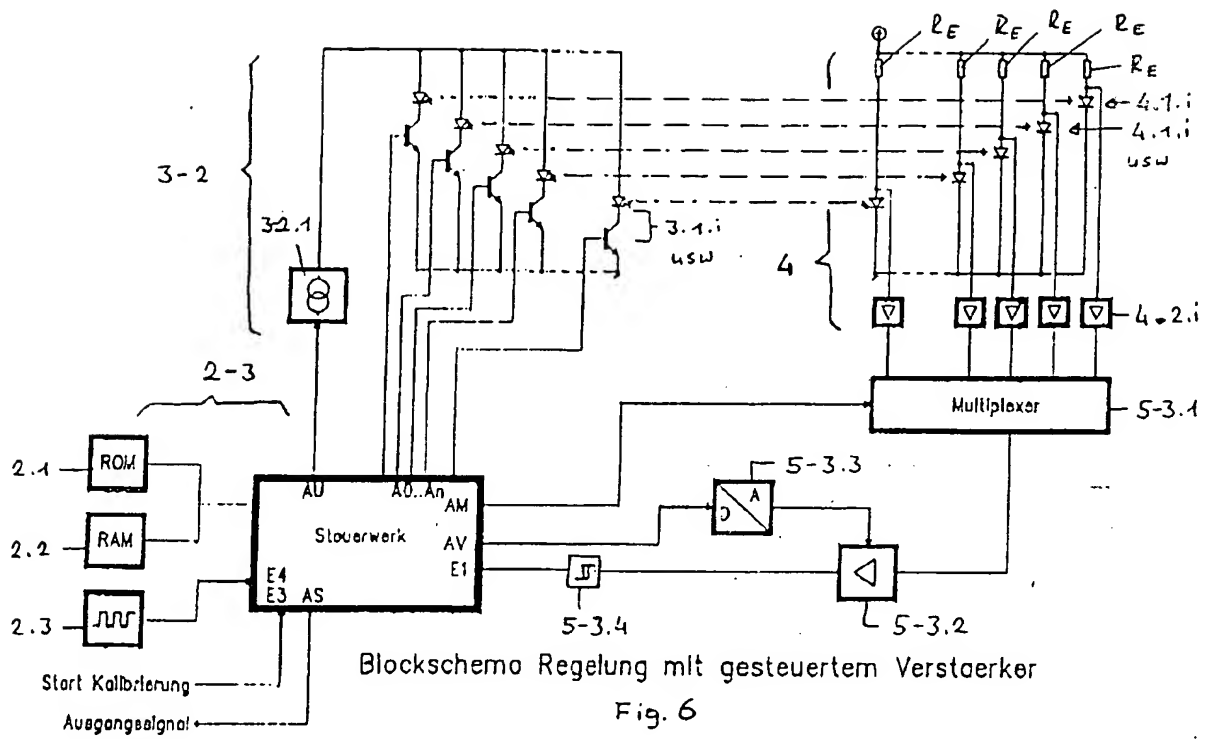 R_E R_E R_E R_E
R_E
4.1.i
4.1.i
usw
3-2
3-2.1
3.1.i
usw
4
4.2.i
2-3
Multiplexer
5-3.1
2.1
ROM
5-3.3
AU
A0..An
AM
D
A
2.2
RAM
Steuerwerk
AV
E4
E1
2.3
E3
AS
5-3.4
5-3.2
Start Kalibrierung
Blockschema Regelung mit gesteuertem Verstaerker
Ausgangssignal
Fig. 6